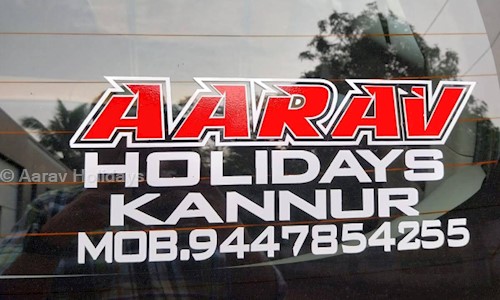 AARAV
HOLIDAYS
© Aarav Holidays
KANNUR
MOB.9447854255